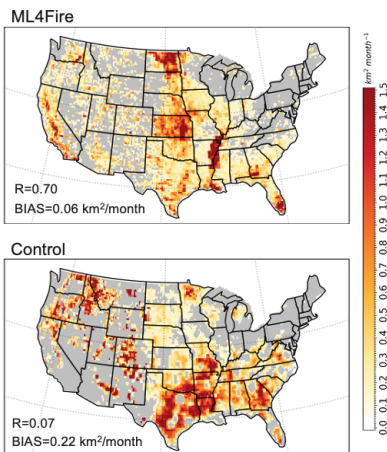 ML4Fire
R=0.70
BIAS=0.06 km²/month
Control
R=0.07
BIAS=0.22 km²/month
km² month⁻¹
1.5
1.4
1.3
1.2
1.1
1.0
0.9
0.8
0.7
0.6
0.5
0.4
0.3
0.2
0.1
0.0